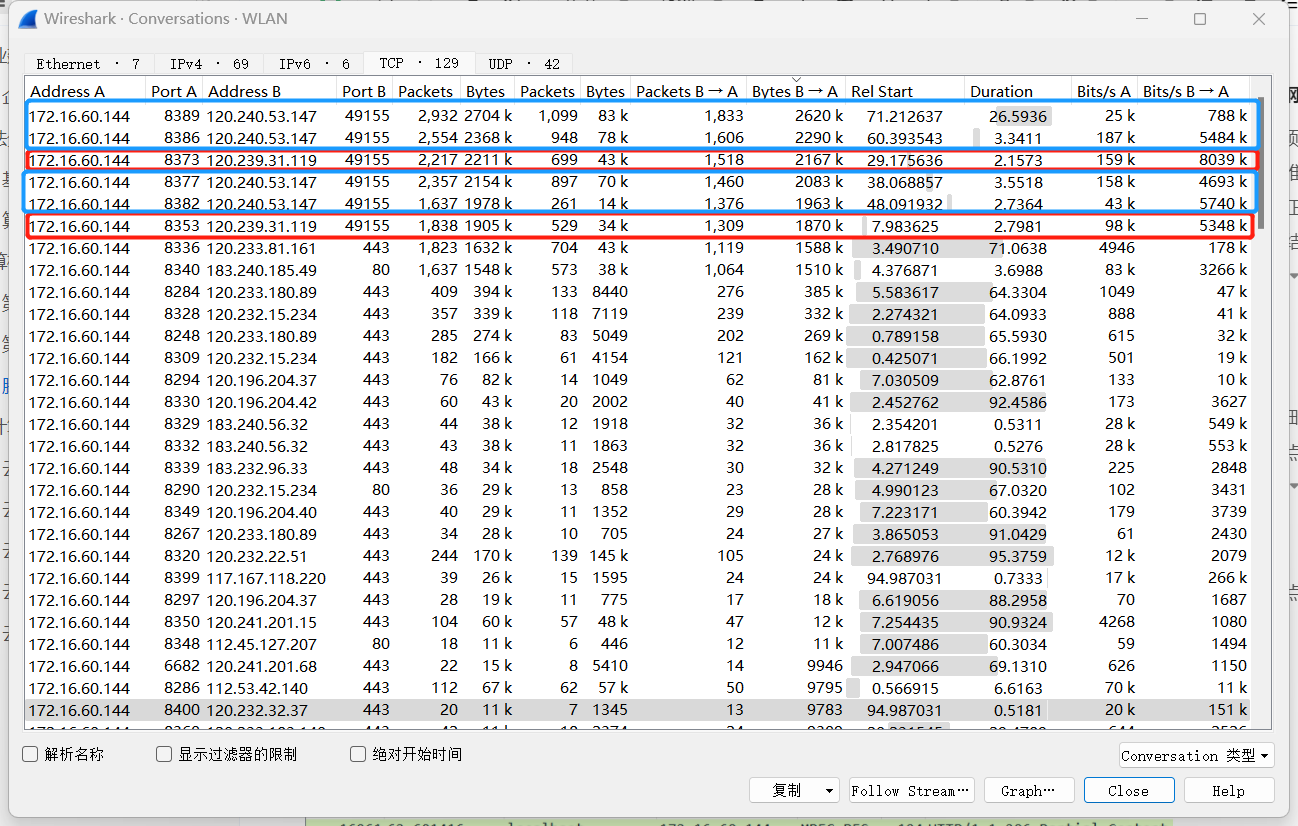 Wireshark · Conversations · WLAN
Ethernet · 7 IPv4 · 69 IPv6 · 6 TCP · 129 UDP · 42
Address A Port A Address B Port B Packets Bytes Packets Bytes Packets B → A Bytes B → A Rel Start Duration Bits/s A Bits/s B → A
172.16.60.144 8389 120.240.53.147 49155 2,932 2704 k 1,099 83 k 1,833 2620 k 71.212637 26.5936 25 k 788 k
172.16.60.144 8386 120.240.53.147 49155 2,554 2368 k 948 78 k 1,606 2290 k 60.393543 3.3411 187 k 5484 k
172.16.60.144 8373 120.239.31.119 49155 2,217 2211 k 699 43 k 1,518 2167 k 29.175636 2.1573 159 k 8039 k
172.16.60.144 8377 120.240.53.147 49155 2,357 2154 k 897 70 k 1,460 2083 k 38.068857 3.5518 158 k 4693 k
172.16.60.144 8382 120.240.53.147 49155 1,637 1978 k 261 14 k 1,376 1963 k 48.091932 2.7364 43 k 5740 k
172.16.60.144 8353 120.239.31.119 49155 1,838 1905 k 529 34 k 1,309 1870 k 7.983625 2.7981 98 k 5348 k
172.16.60.144 8336 120.233.81.161 443 1,823 1632 k 704 43 k 1,119 1588 k 3.490710 71.0638 4946 178 k
172.16.60.144 8340 183.240.185.49 80 1,637 1548 k 573 38 k 1,064 1510 k 4.376871 3.6988 83 k 3266 k
172.16.60.144 8284 120.233.180.89 443 409 394 k 133 8440 276 385 k 5.583617 64.3304 1049 47 k
172.16.60.144 8328 120.232.15.234 443 357 339 k 118 7119 239 332 k 2.274321 64.0933 888 41 k
172.16.60.144 8248 120.233.180.89 443 285 274 k 83 5049 202 269 k 0.789158 65.5930 615 32 k
172.16.60.144 8309 120.232.15.234 443 182 166 k 61 4154 121 162 k 0.425071 66.1992 501 19 k
172.16.60.144 8294 120.196.204.37 443 76 82 k 14 1049 62 81 k 7.030509 62.8761 133 10 k
172.16.60.144 8330 120.196.204.42 443 60 43 k 20 2002 40 41 k 2.452762 92.4586 173 3627
172.16.60.144 8329 183.240.56.32 443 44 38 k 12 1918 32 36 k 2.354201 0.5311 28 k 549 k
172.16.60.144 8332 183.240.56.32 443 43 38 k 11 1863 32 36 k 2.817825 0.5276 28 k 553 k
172.16.60.144 8339 183.232.96.33 443 48 34 k 18 2548 30 32 k 4.271249 90.5310 225 2848
172.16.60.144 8290 120.232.15.234 80 36 29 k 13 858 23 28 k 4.990123 67.0320 102 3431
172.16.60.144 8349 120.196.204.40 443 40 29 k 11 1352 29 28 k 7.223171 60.3942 179 3739
172.16.60.144 8267 120.233.180.89 443 34 28 k 10 705 24 27 k 3.865053 91.0429 61 2430
172.16.60.144 8320 120.232.22.51 443 244 170 k 139 145 k 105 24 k 2.768976 95.3759 12 k 2079
172.16.60.144 8399 117.167.118.220 443 39 26 k 15 1595 24 24 k 94.987031 0.7333 17 k 266 k
172.16.60.144 8297 120.196.204.37 443 28 19 k 11 775 17 18 k 6.619056 88.2958 70 1687
172.16.60.144 8350 120.241.201.15 443 104 60 k 57 48 k 47 12 k 7.254435 90.9324 4268 1080
172.16.60.144 8348 112.45.127.207 80 18 11 k 6 446 12 11 k 7.007486 60.3034 59 1494
172.16.60.144 6682 120.241.201.68 443 22 15 k 8 5410 14 9946 2.947066 69.1310 626 1150
172.16.60.144 8286 112.53.42.140 443 112 67 k 62 57 k 50 9795 0.566915 6.6163 70 k 11 k
172.16.60.144 8400 120.232.32.37 443 20 11 k 7 1345 13 9783 94.987031 0.5181 20 k 151 k
解析名称 显示过滤器的限制 绝对开始时间 Conversation 类型
复制 Follow Stream… Graph… Close Help